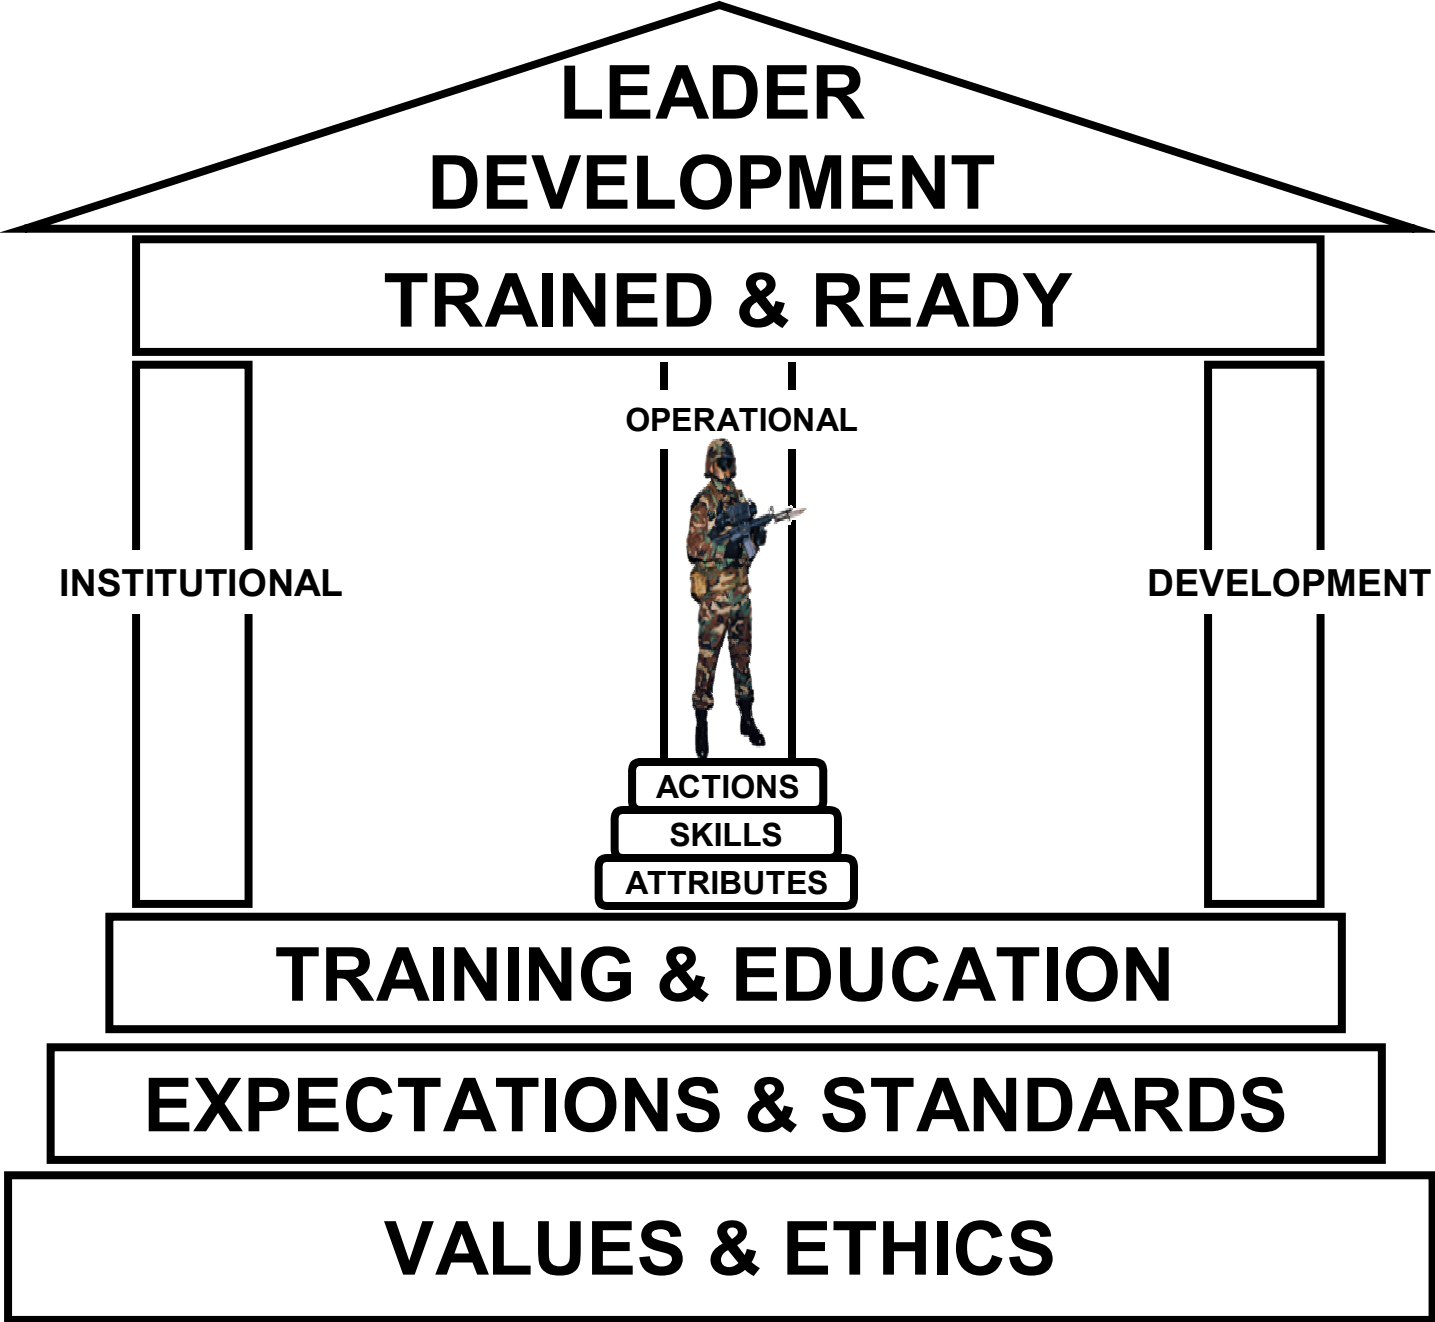 LEADER
DEVELOPMENT
TRAINED & READY
OPERATIONAL
INSTITUTIONAL
DEVELOPMENT
ACTIONS
SKILLS
ATTRIBUTES
TRAINING & EDUCATION
EXPECTATIONS & STANDARDS
VALUES & ETHICS